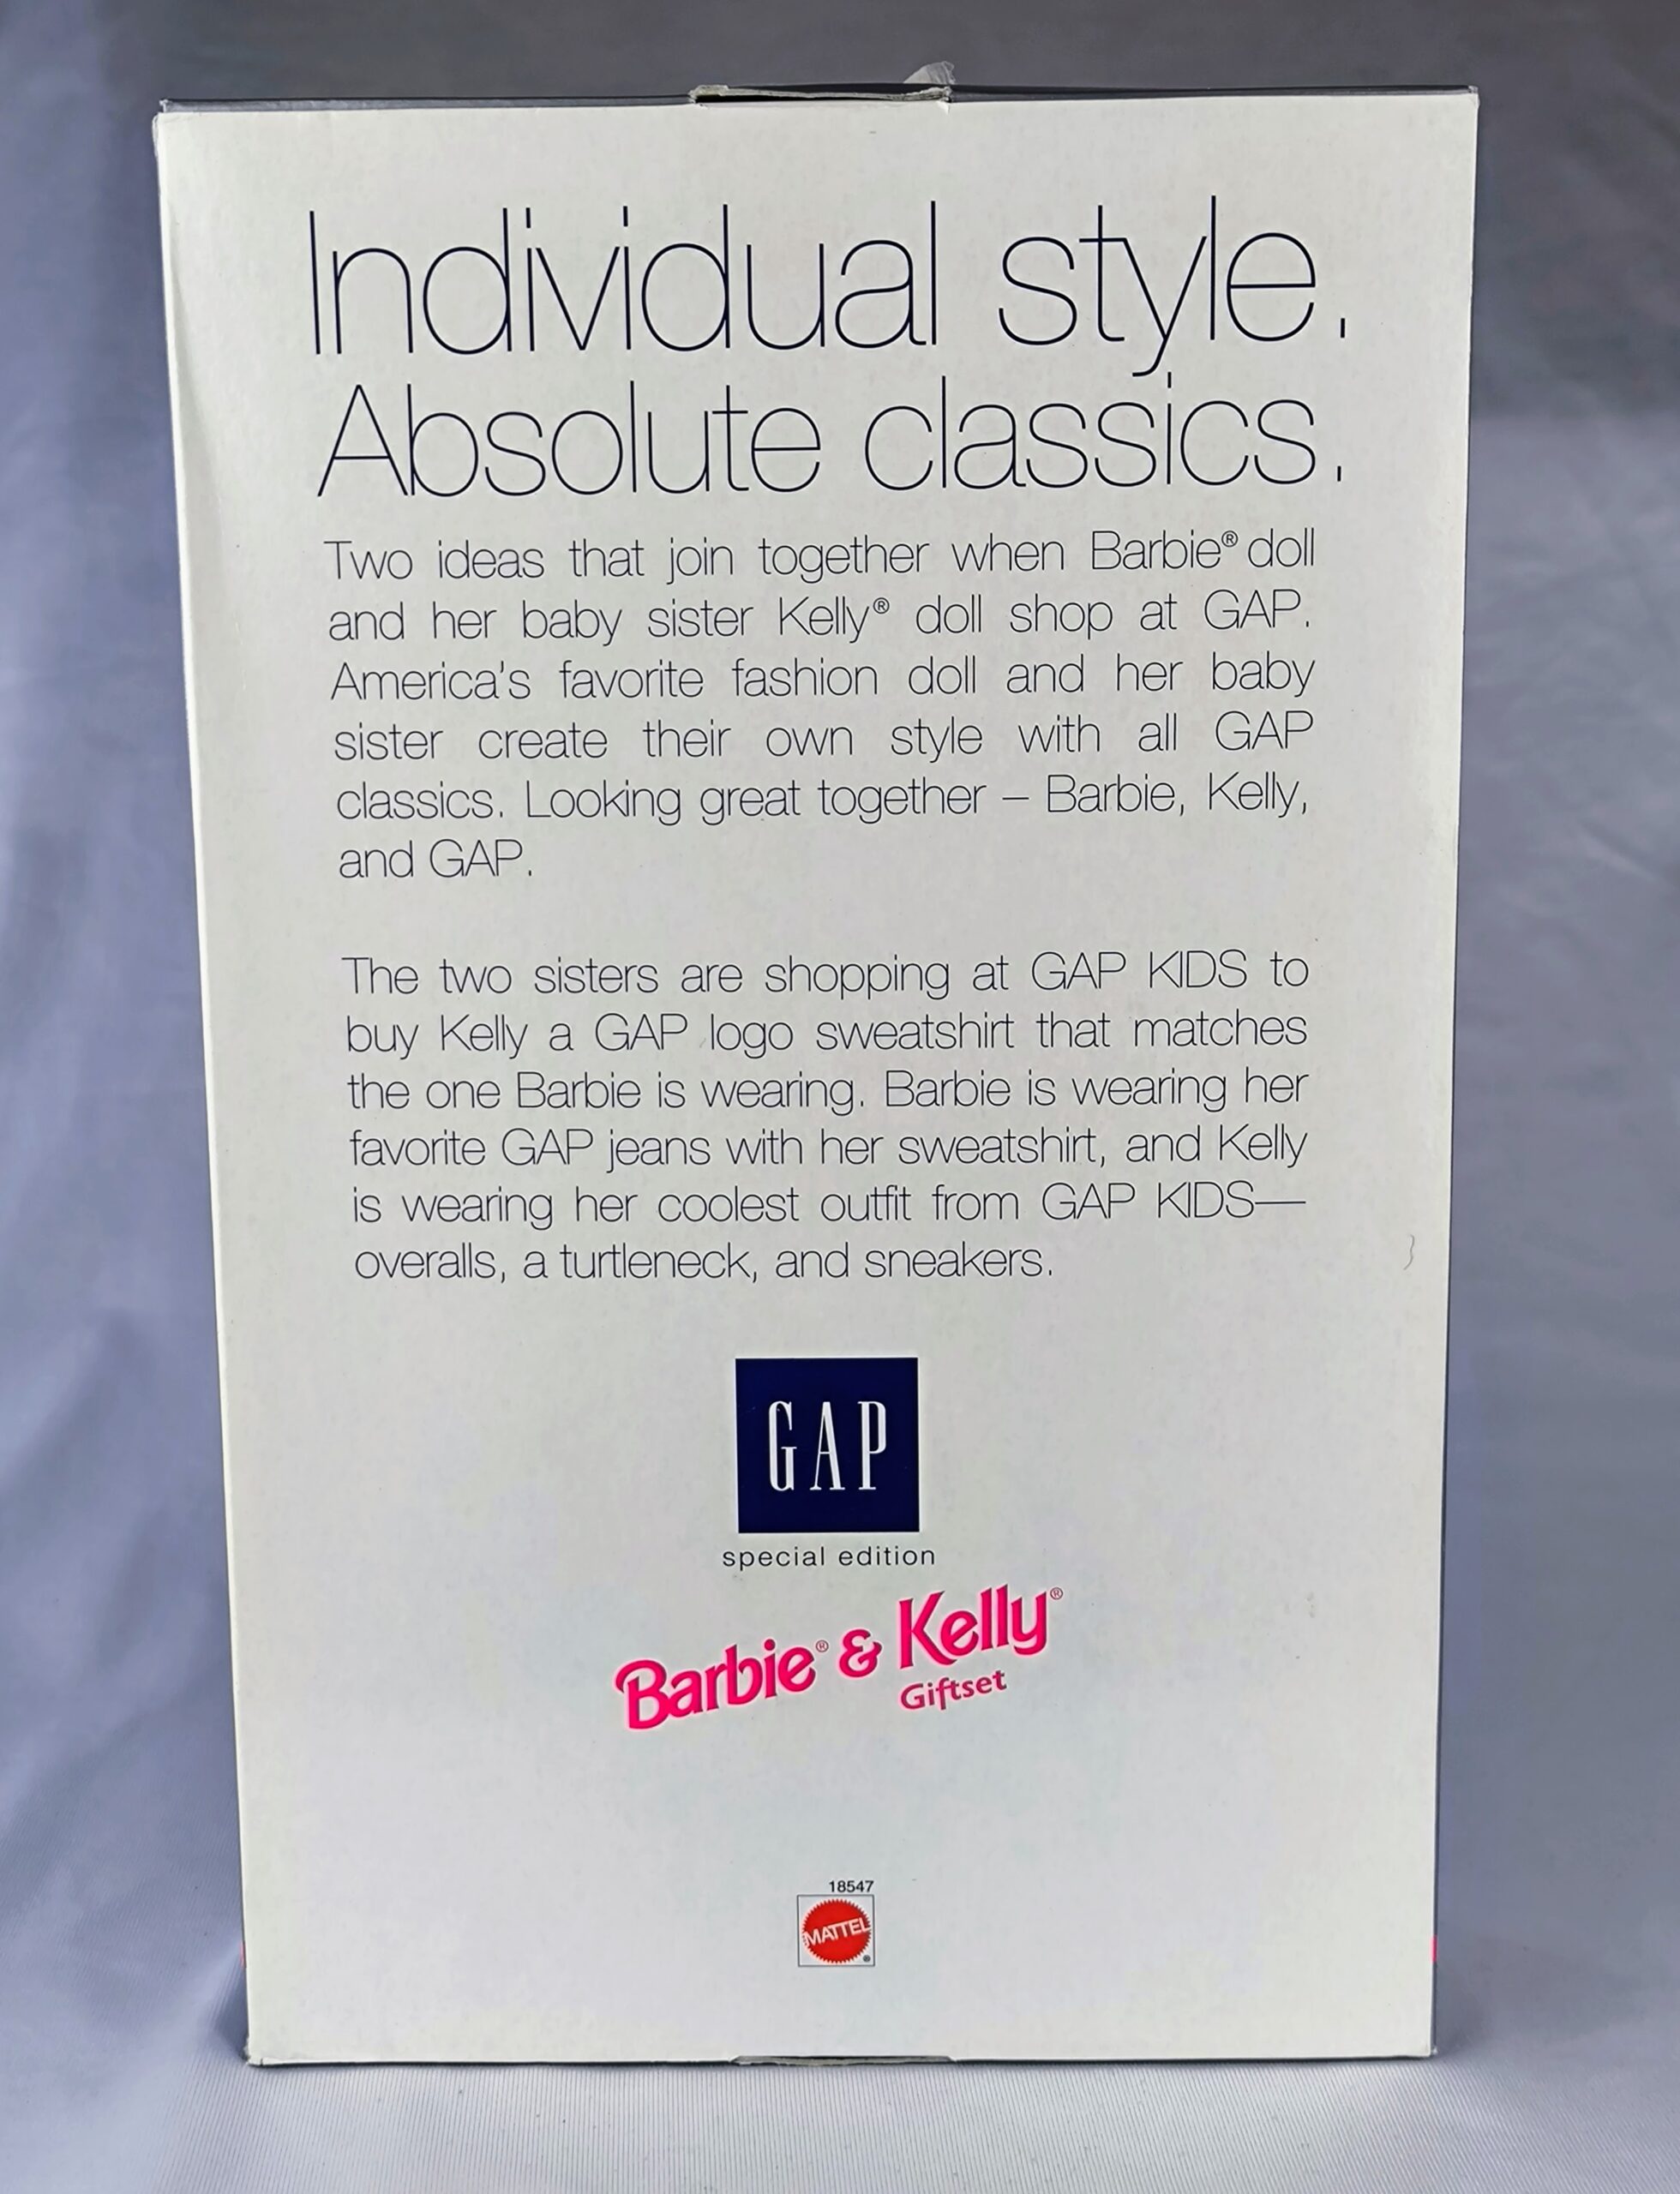 Individual style.
Absolute classics.
Two ideas that join together when Barbie® doll
and her baby sister Kelly® doll shop at GAP.
America's favorite fashion doll and her baby
sister create their own style with all GAP
classics. Looking great together – Barbie, Kelly,
and GAP.
The two sisters are shopping at GAP KIDS to
buy Kelly a GAP logo sweatshirt that matches
the one Barbie is wearing. Barbie is wearing her
favorite GAP jeans with her sweatshirt, and Kelly
is wearing her coolest outfit from GAP KIDS—
overalls, a turtleneck, and sneakers.
GAP
special edition
Barbie® & Kelly®
Giftset
18547
MATTEL®